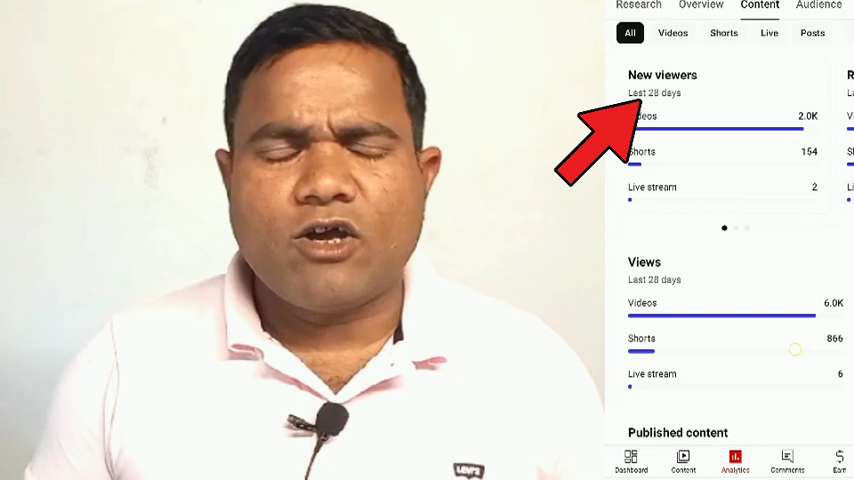 Research Overview Content Audience
All Videos Shorts Live Posts
New viewers
Last 28 days
2.0K
Shorts 154
Live stream 2
Views
Last 28 days
Videos 6.0K
Shorts 866
Live stream 6
Published content
Dashboard Content Analytics Comments Earn
Levi's